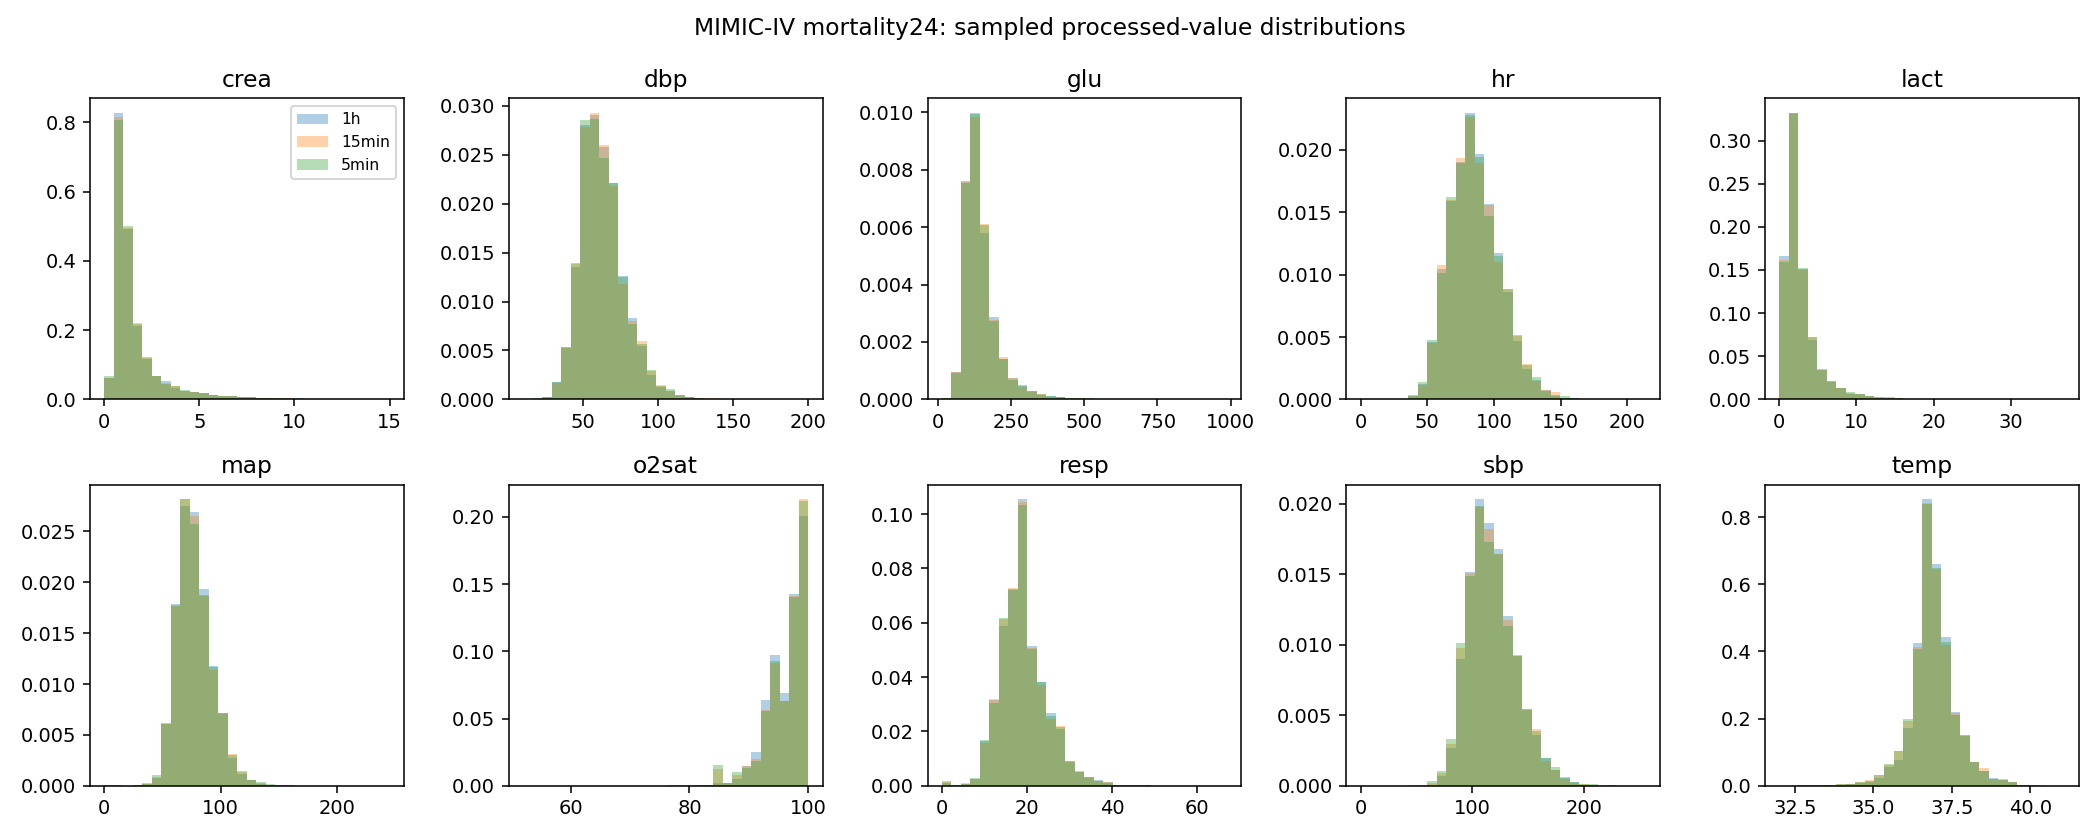 MIMIC-IV mortality24: sampled processed-value distributions
crea
1h
15min
5min
0.8
0.6
0.4
0.2
0.0
0 5 10 15
dbp
0.030
0.025
0.020
0.015
0.010
0.005
0.000
50 100 150 200
glu
0.010
0.008
0.006
0.004
0.002
0.000
0 250 500 750 1000
hr
0.020
0.015
0.010
0.005
0.000
0 50 100 150 200
lact
0.30
0.25
0.20
0.15
0.10
0.05
0.00
0 10 20 30
map
0.025
0.020
0.015
0.010
0.005
0.000
0 100 200
o2sat
0.20
0.15
0.10
0.05
0.00
60 80 100
resp
0.10
0.08
0.06
0.04
0.02
0.00
0 20 40 60
sbp
0.020
0.015
0.010
0.005
0.000
0 100 200
temp
0.8
0.6
0.4
0.2
0.0
32.5 35.0 37.5 40.0